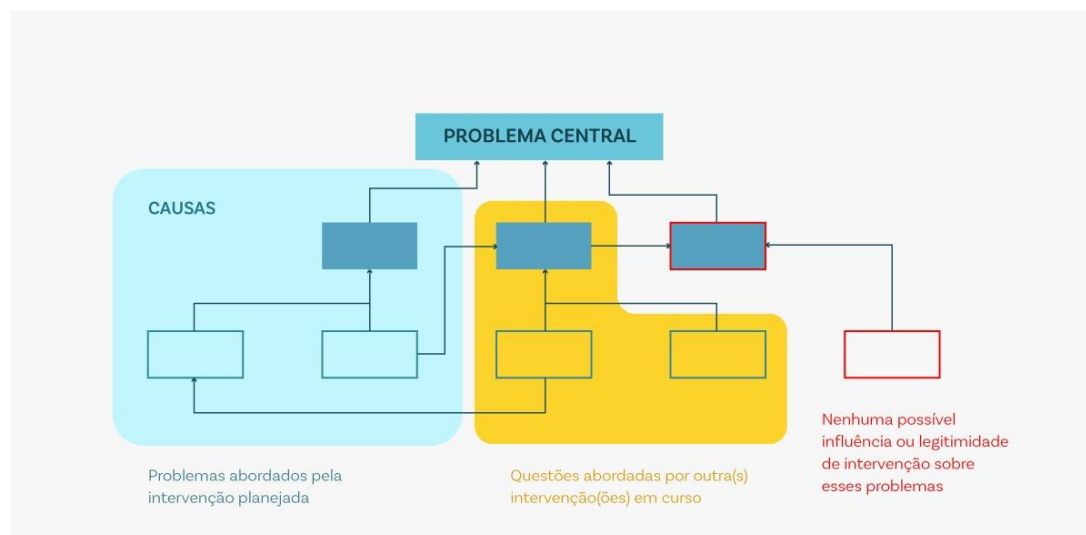 PROBLEMA CENTRAL
CAUSAS
Problemas abordados pela
intervenção planejada
Questões abordadas por outra(s)
intervenção(ões) em curso
Nenhuma possível
influência ou legitimidade
de intervenção sobre
esses problemas